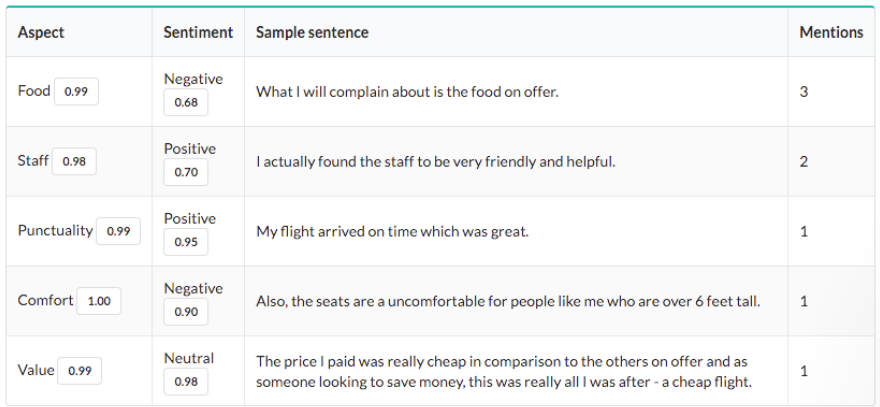 Aspect Sentiment Sample sentence Mentions
Food 0.99 Negative 0.68 What I will complain about is the food on offer. 3
Staff 0.98 Positive 0.70 I actually found the staff to be very friendly and helpful. 2
Punctuality 0.99 Positive 0.95 My flight arrived on time which was great. 1
Comfort 1.00 Negative 0.90 Also, the seats are a uncomfortable for people like me who are over 6 feet tall. 1
Value 0.99 Neutral 0.98 The price I paid was really cheap in comparison to the others on offer and as
someone looking to save money, this was really all I was after - a cheap flight. 1